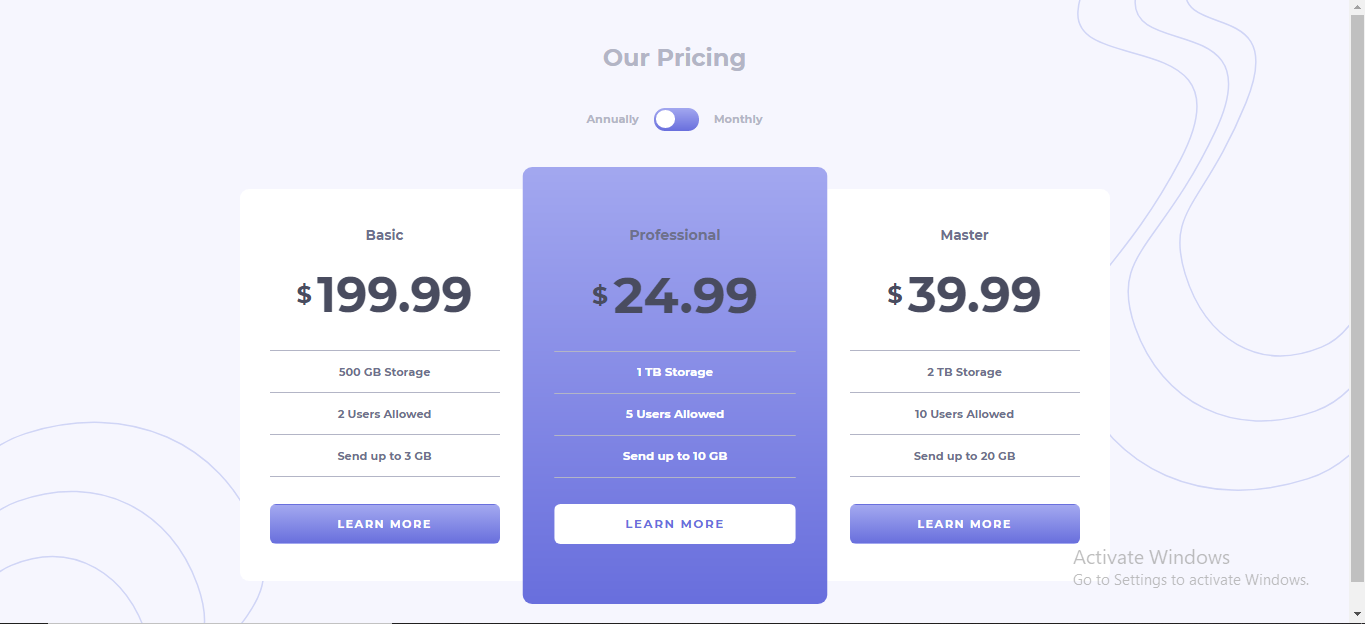 Our Pricing
Annually Monthly
Basic
$199.99
500 GB Storage
2 Users Allowed
Send up to 3 GB
LEARN MORE
Professional
$24.99
1 TB Storage
5 Users Allowed
Send up to 10 GB
LEARN MORE
Master
$39.99
2 TB Storage
10 Users Allowed
Send up to 20 GB
LEARN MORE
Activate Windows
Go to Settings to activate Windows.